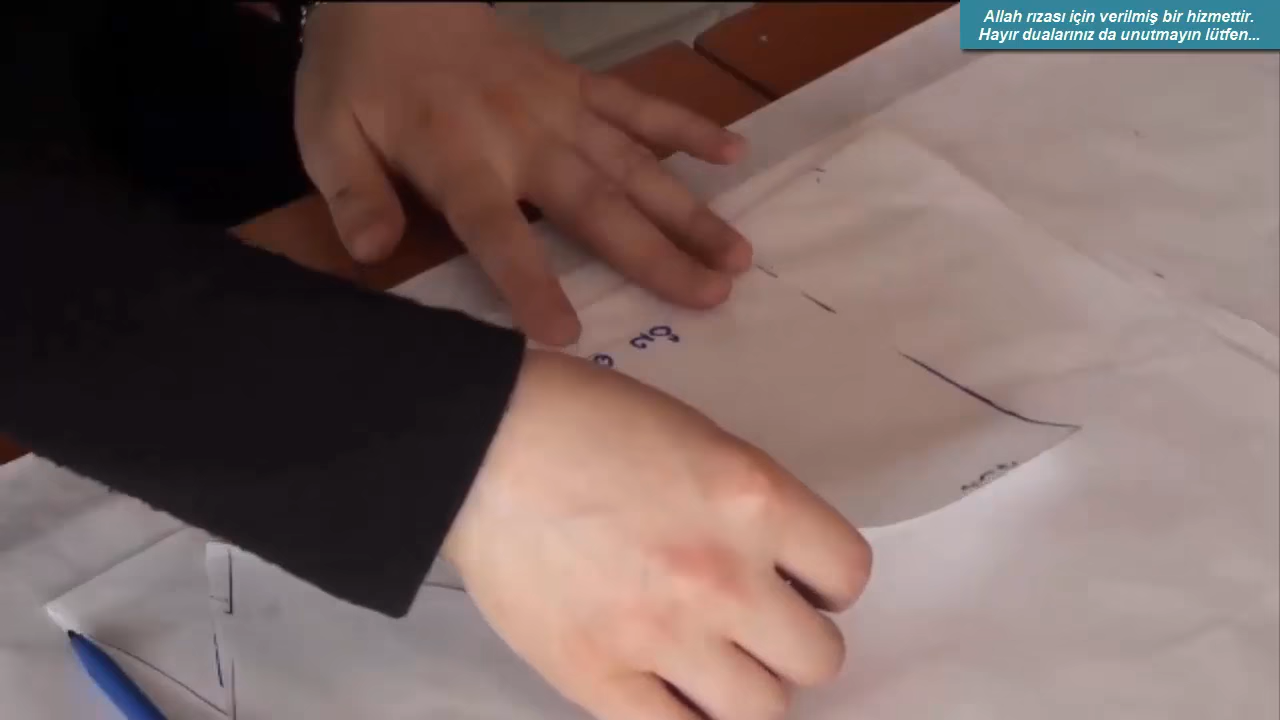 Allah rızası için verilmiş bir hizmettir.
Hayır dualarınız da unutmayın lütfen...